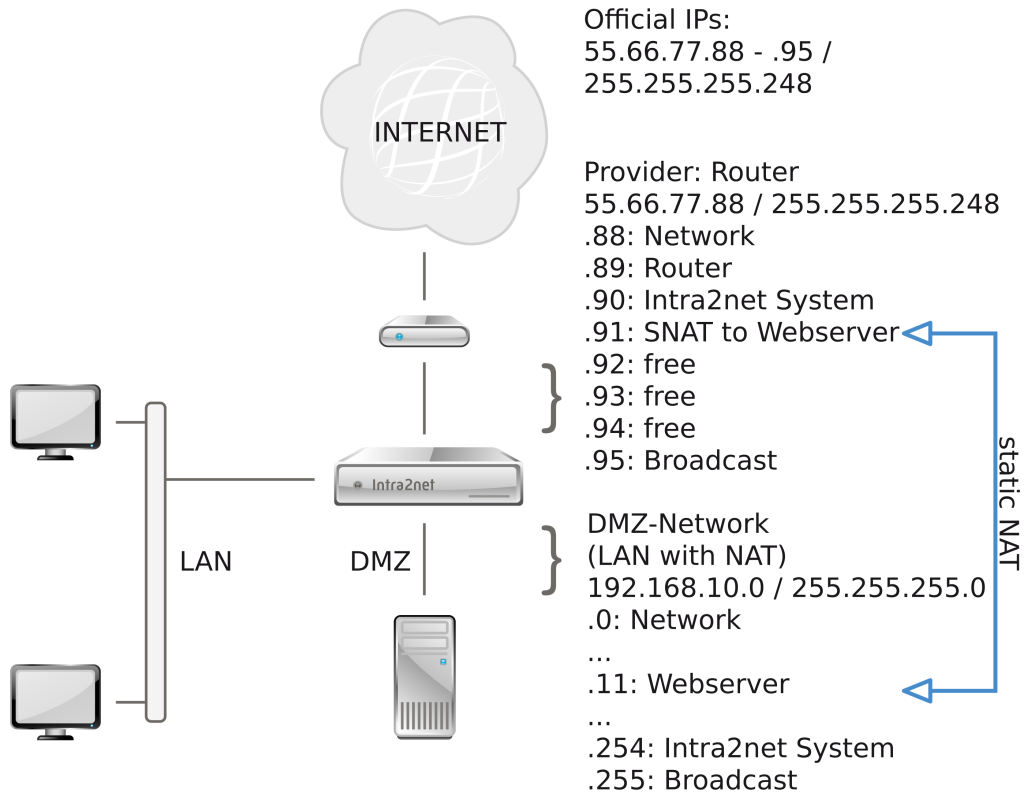 Official IPs:
55.66.77.88 - .95 /
255.255.255.248
INTERNET
Provider: Router
55.66.77.88 / 255.255.255.248
.88: Network
.89: Router
.90: Intra2net System
.91: SNAT to Webserver
.92: free
.93: free
.94: free
.95: Broadcast
static NAT
Intra2net
LAN
DMZ
DMZ-Network
(LAN with NAT)
192.168.10.0 / 255.255.255.0
.0: Network
...
.11: Webserver
...
.254: Intra2net System
.255: Broadcast